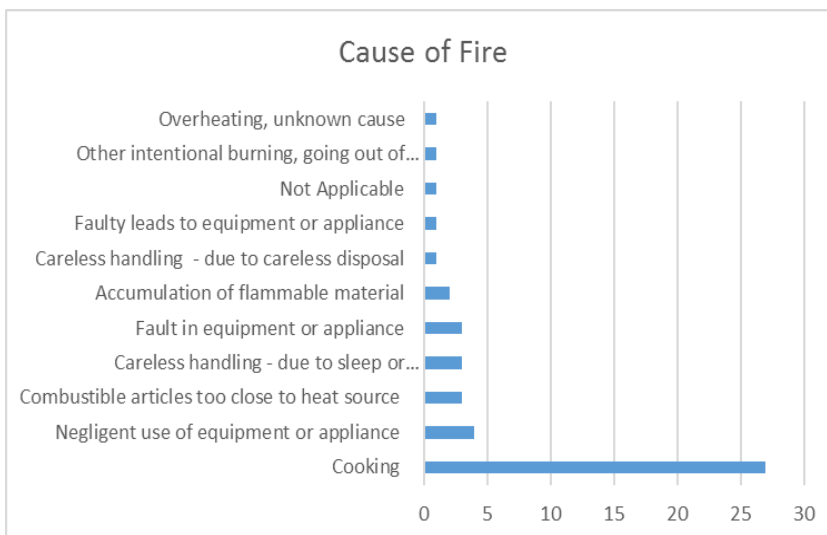 Cause of Fire
Overheating, unknown cause
Other intentional burning, going out of...
Not Applicable
Faulty leads to equipment or appliance
Careless handling  - due to careless disposal
Accumulation of flammable material
Fault in equipment or appliance
Careless handling - due to sleep or...
Combustible articles too close to heat source
Negligent use of equipment or appliance
Cooking
0 5 10 15 20 25 30